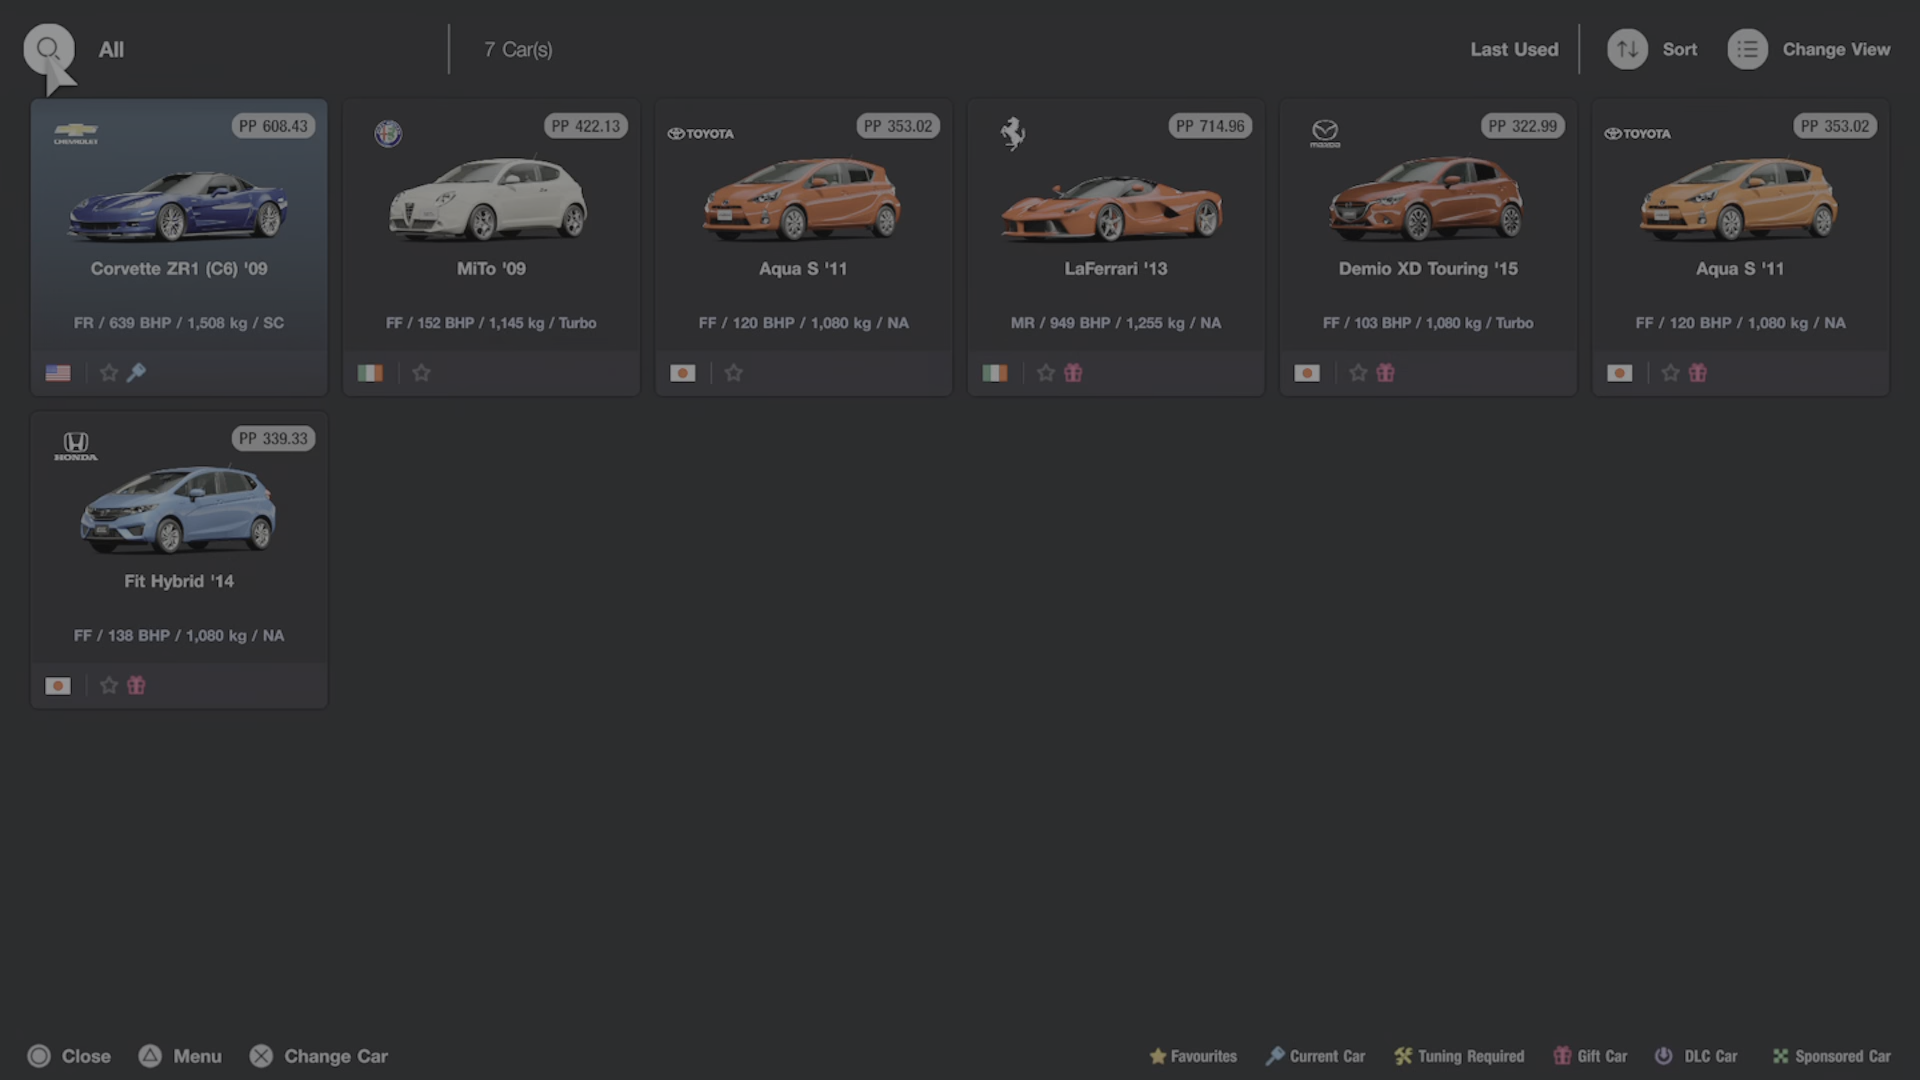 All
7 Car(s)
Last Used
Sort
Change View
CHEVROLET
PP 608.43
Corvette ZR1 (C6) '09
FR / 639 BHP / 1,508 kg / SC
PP 422.13
MiTo '09
FF / 152 BHP / 1,145 kg / Turbo
TOYOTA
PP 353.02
Aqua S '11
FF / 120 BHP / 1,080 kg / NA
PP 714.96
LaFerrari '13
MR / 949 BHP / 1,255 kg / NA
mazda
PP 322.99
Demio XD Touring '15
FF / 103 BHP / 1,080 kg / Turbo
TOYOTA
PP 353.02
Aqua S '11
FF / 120 BHP / 1,080 kg / NA
HONDA
PP 339.33
Fit Hybrid '14
FF / 138 BHP / 1,080 kg / NA
Close
Menu
Change Car
Favourites
Current Car
Tuning Required
Gift Car
DLC Car
Sponsored Car